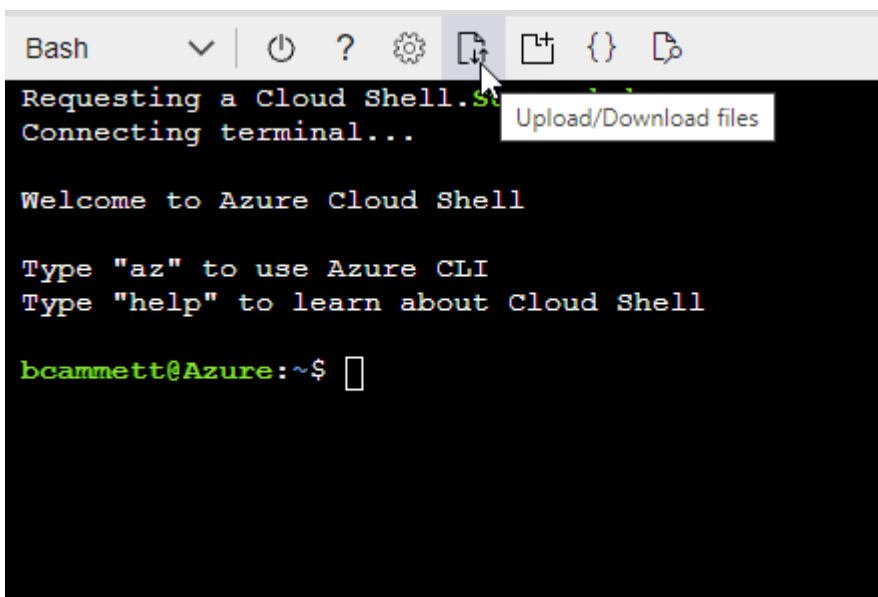 Bash ? {}
Requesting a Cloud Shell.
Upload/Download files
Connecting terminal...
Welcome to Azure Cloud Shell
Type "az" to use Azure CLI
Type "help" to learn about Cloud Shell
bcammett@Azure:~$